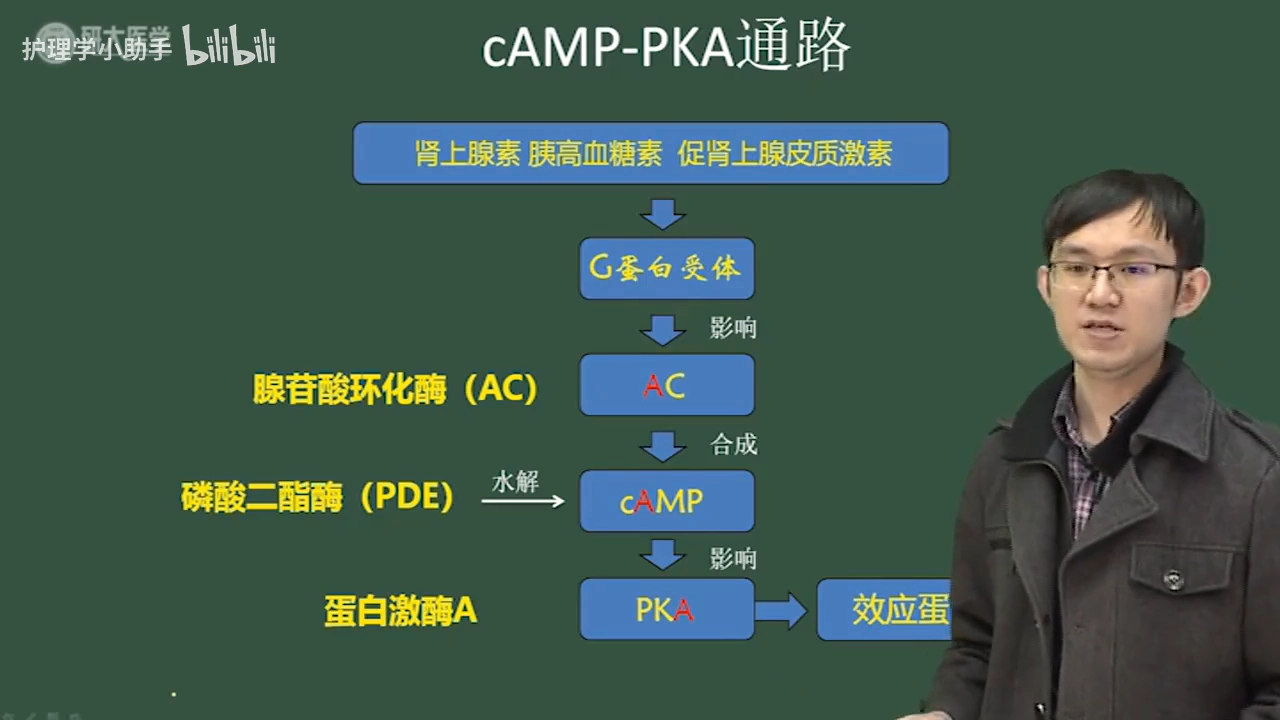 护理学小助手 bilibili
cAMP-PKA通路
肾上腺素 胰高血糖素 促肾上腺皮质激素
G蛋白受体
影响
腺苷酸环化酶（AC）
AC
合成
磷酸二酯酶（PDE）
水解
cAMP
影响
蛋白激酶A
PKA
效应蛋